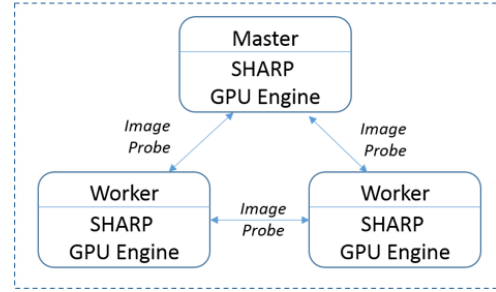 Master
SHARP
GPU Engine
Image
Probe
Image
Probe
Worker
SHARP
GPU Engine
Image
Probe
Worker
SHARP
GPU Engine